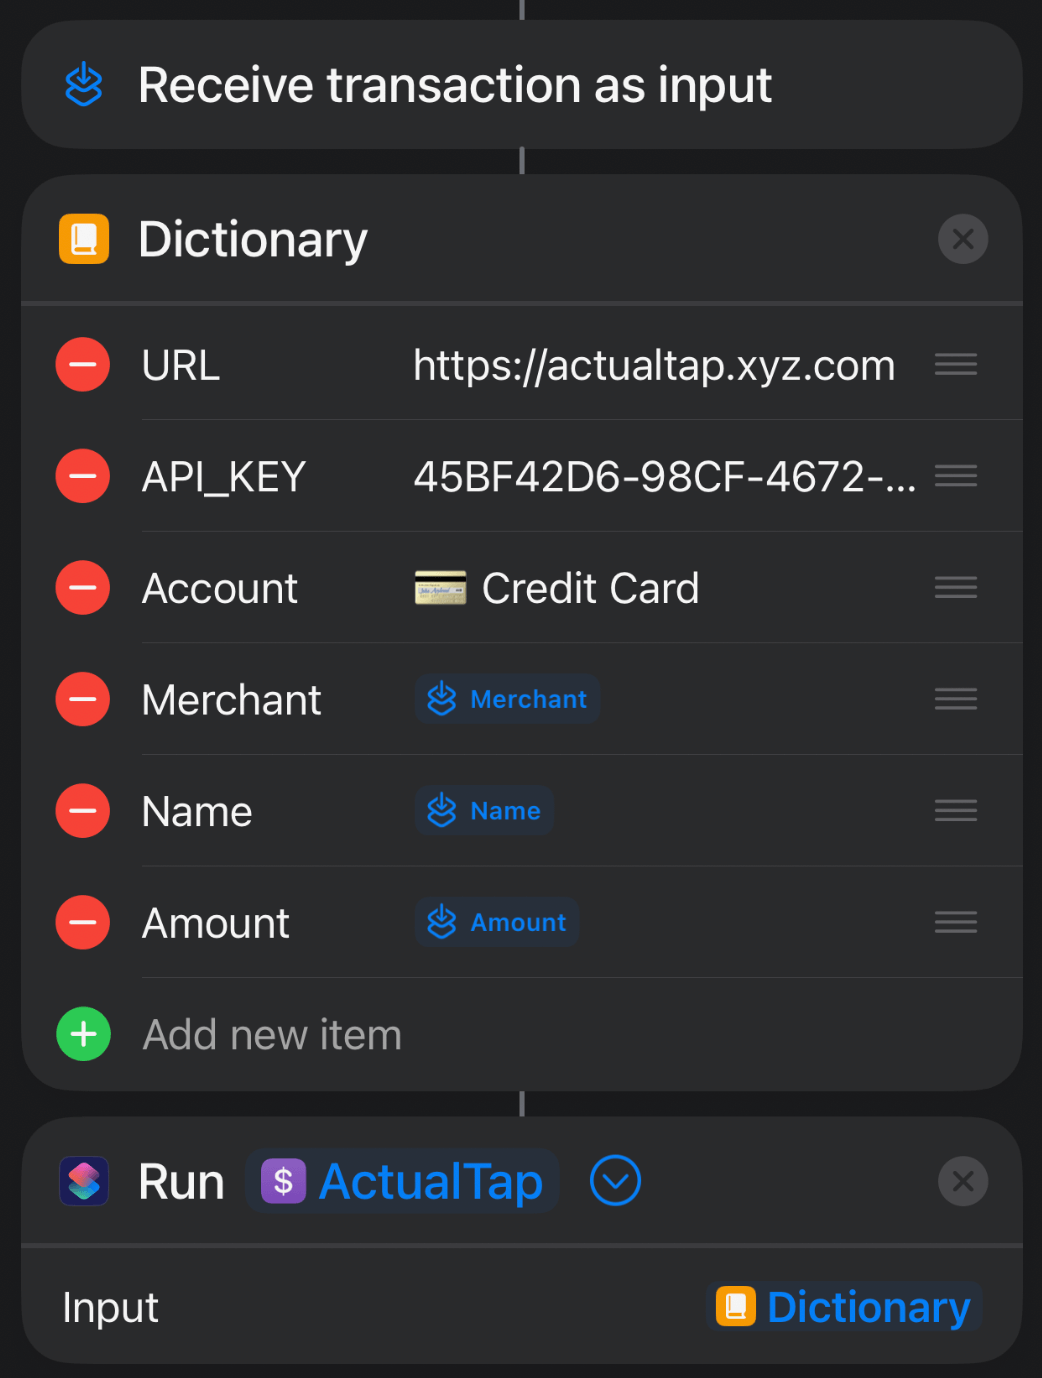 Receive transaction as input
Dictionary
URL https://actualtap.xyz.com
API_KEY 45BF42D6-98CF-4672-...
Account Credit Card
Merchant Merchant
Name Name
Amount Amount
Add new item
Run $ ActualTap
Input Dictionary